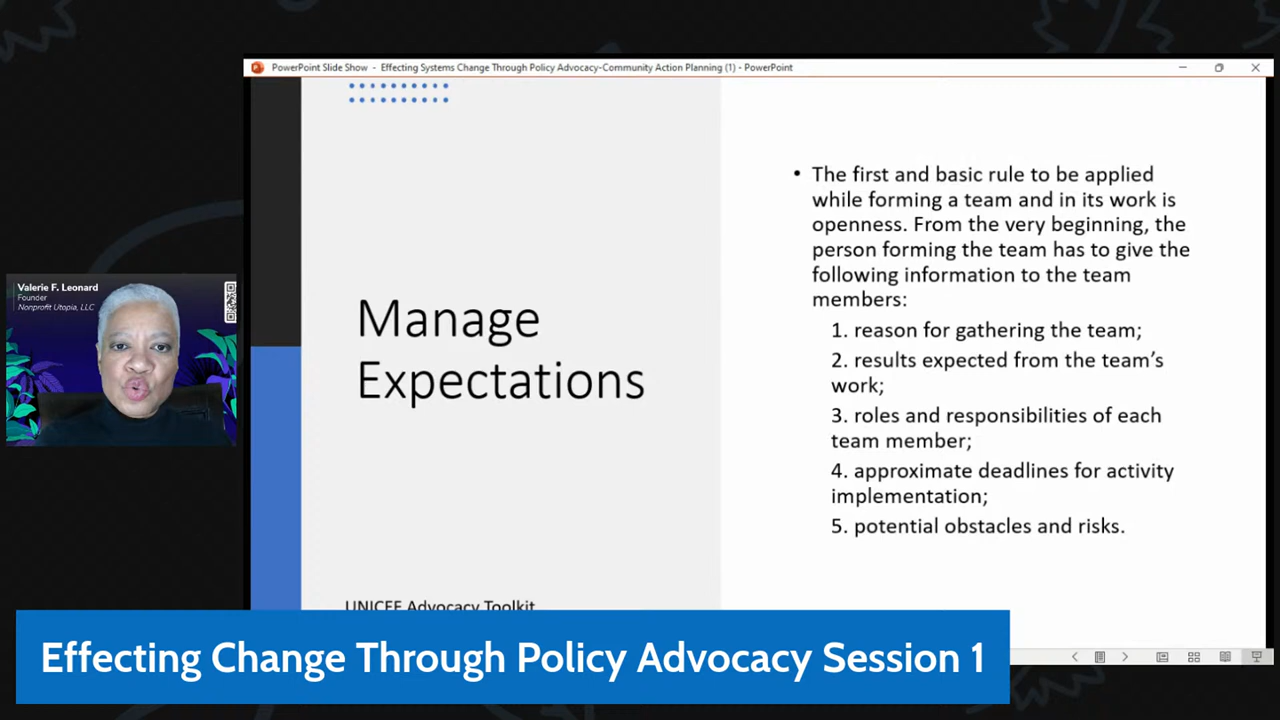 PowerPoint Slide Show - Effecting Systems Change Through Policy Advocacy-Community Action Planning (1) - PowerPoint
Valerie F. Leonard
Founder
Nonprofit Utopia, LLC
Manage
Expectations
UNICEF Advocacy Toolkit
• The first and basic rule to be applied
while forming a team and in its work is
openness. From the very beginning, the
person forming the team has to give the
following information to the team
members:
1. reason for gathering the team;
2. results expected from the team’s
work;
3. roles and responsibilities of each
team member;
4. approximate deadlines for activity
implementation;
5. potential obstacles and risks.
Effecting Change Through Policy Advocacy Session 1